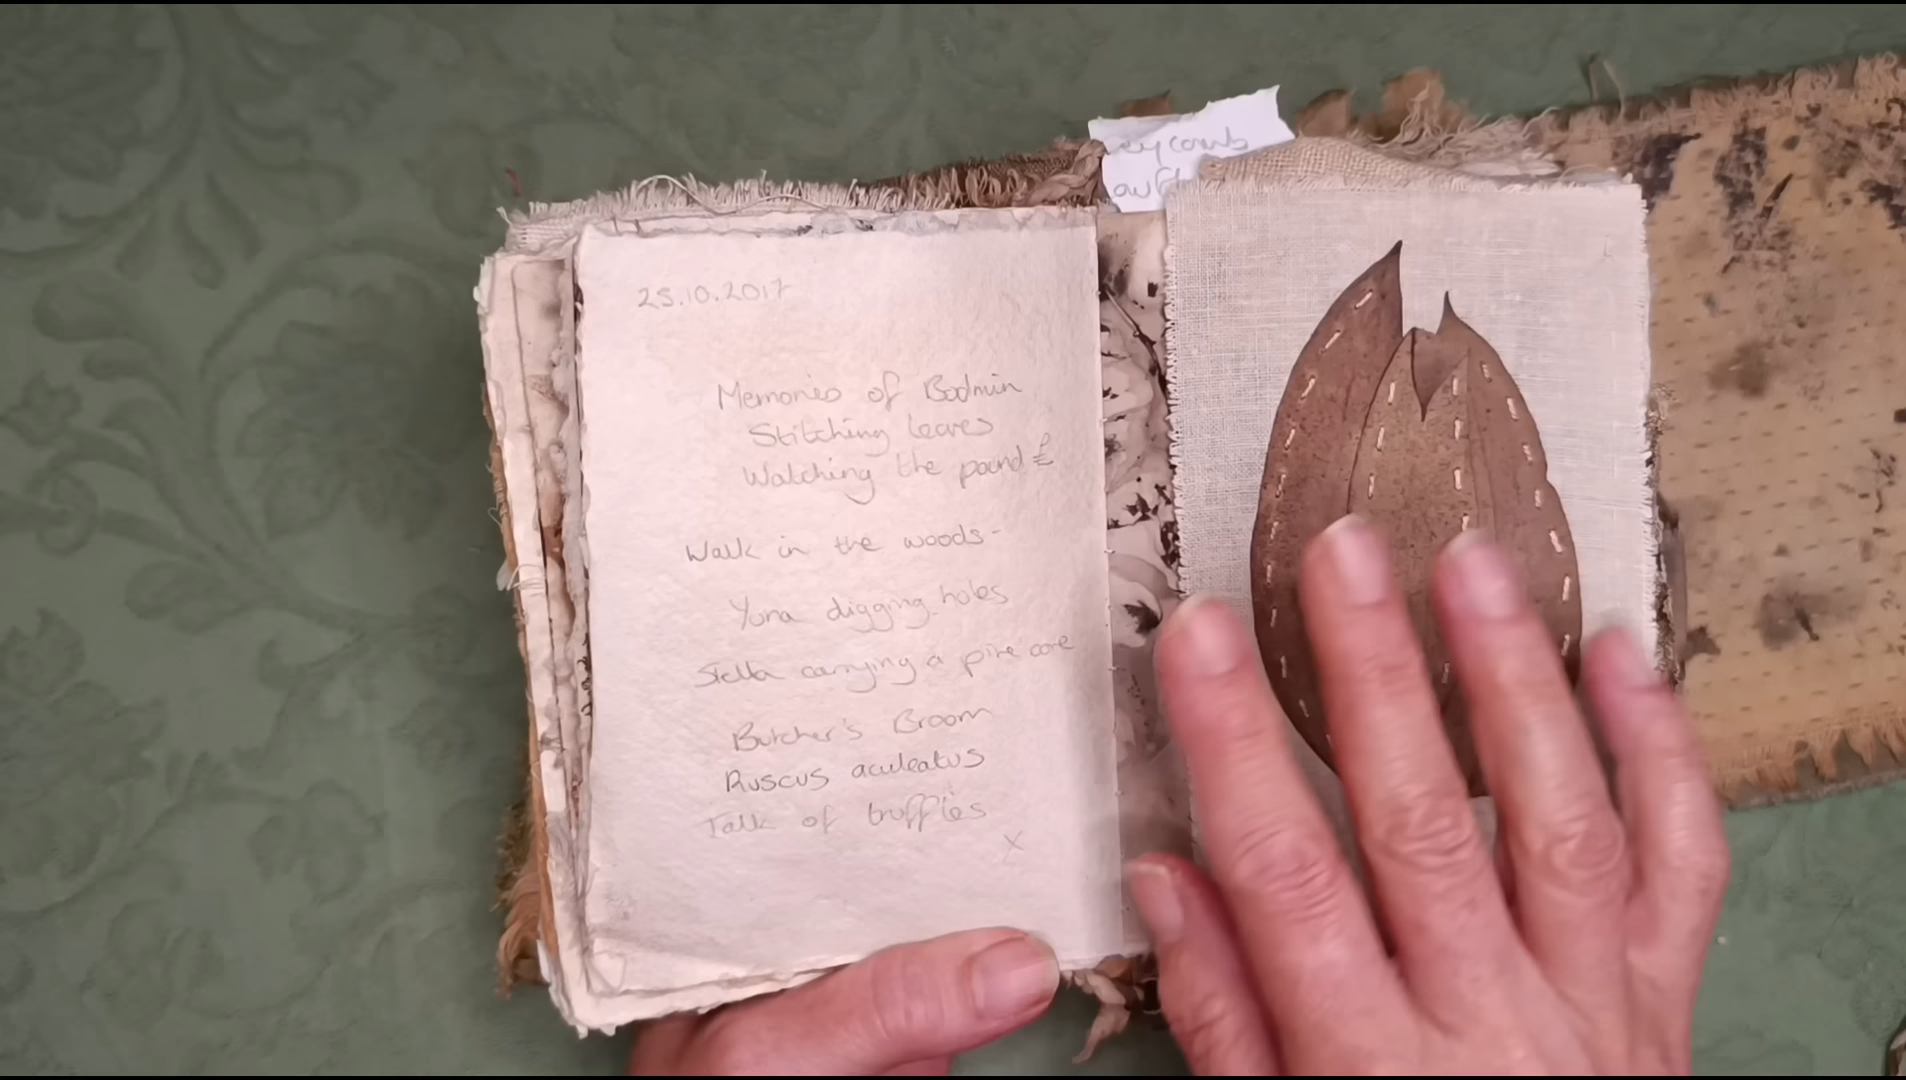 25.10.2017
Memories of Bodmin
Stitching leaves
Watching the pound £
Walk in the woods-
Yuna digging holes
Stella carrying a pine cone
Butcher's Broom
Ruscus aculeatus
Talk of truffles
X
eycomb